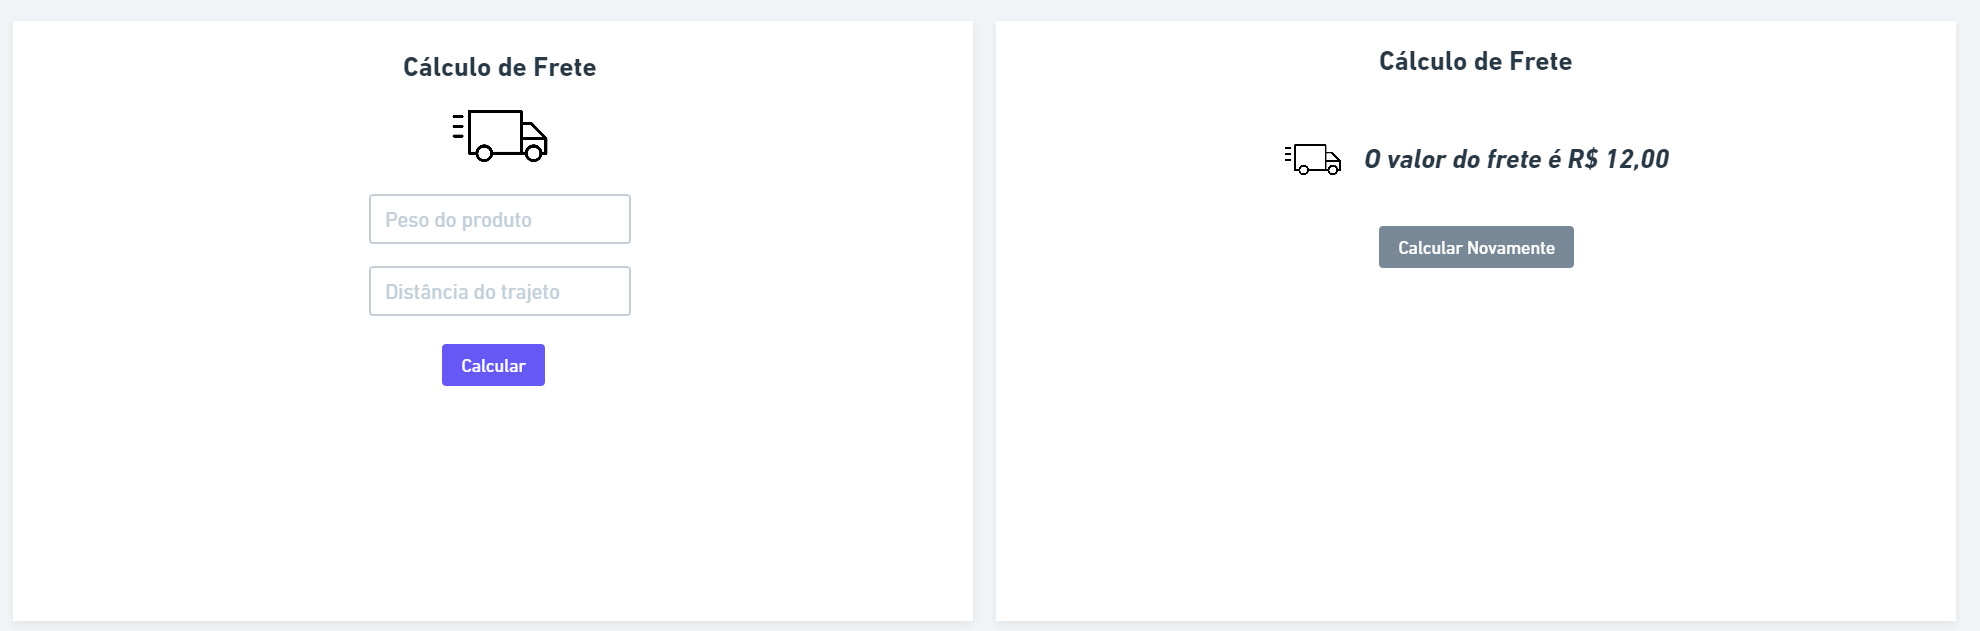 Cálculo de Frete
Peso do produto
Distância do trajeto
Calcular
Cálculo de Frete
O valor do frete é R$ 12,00
Calcular Novamente